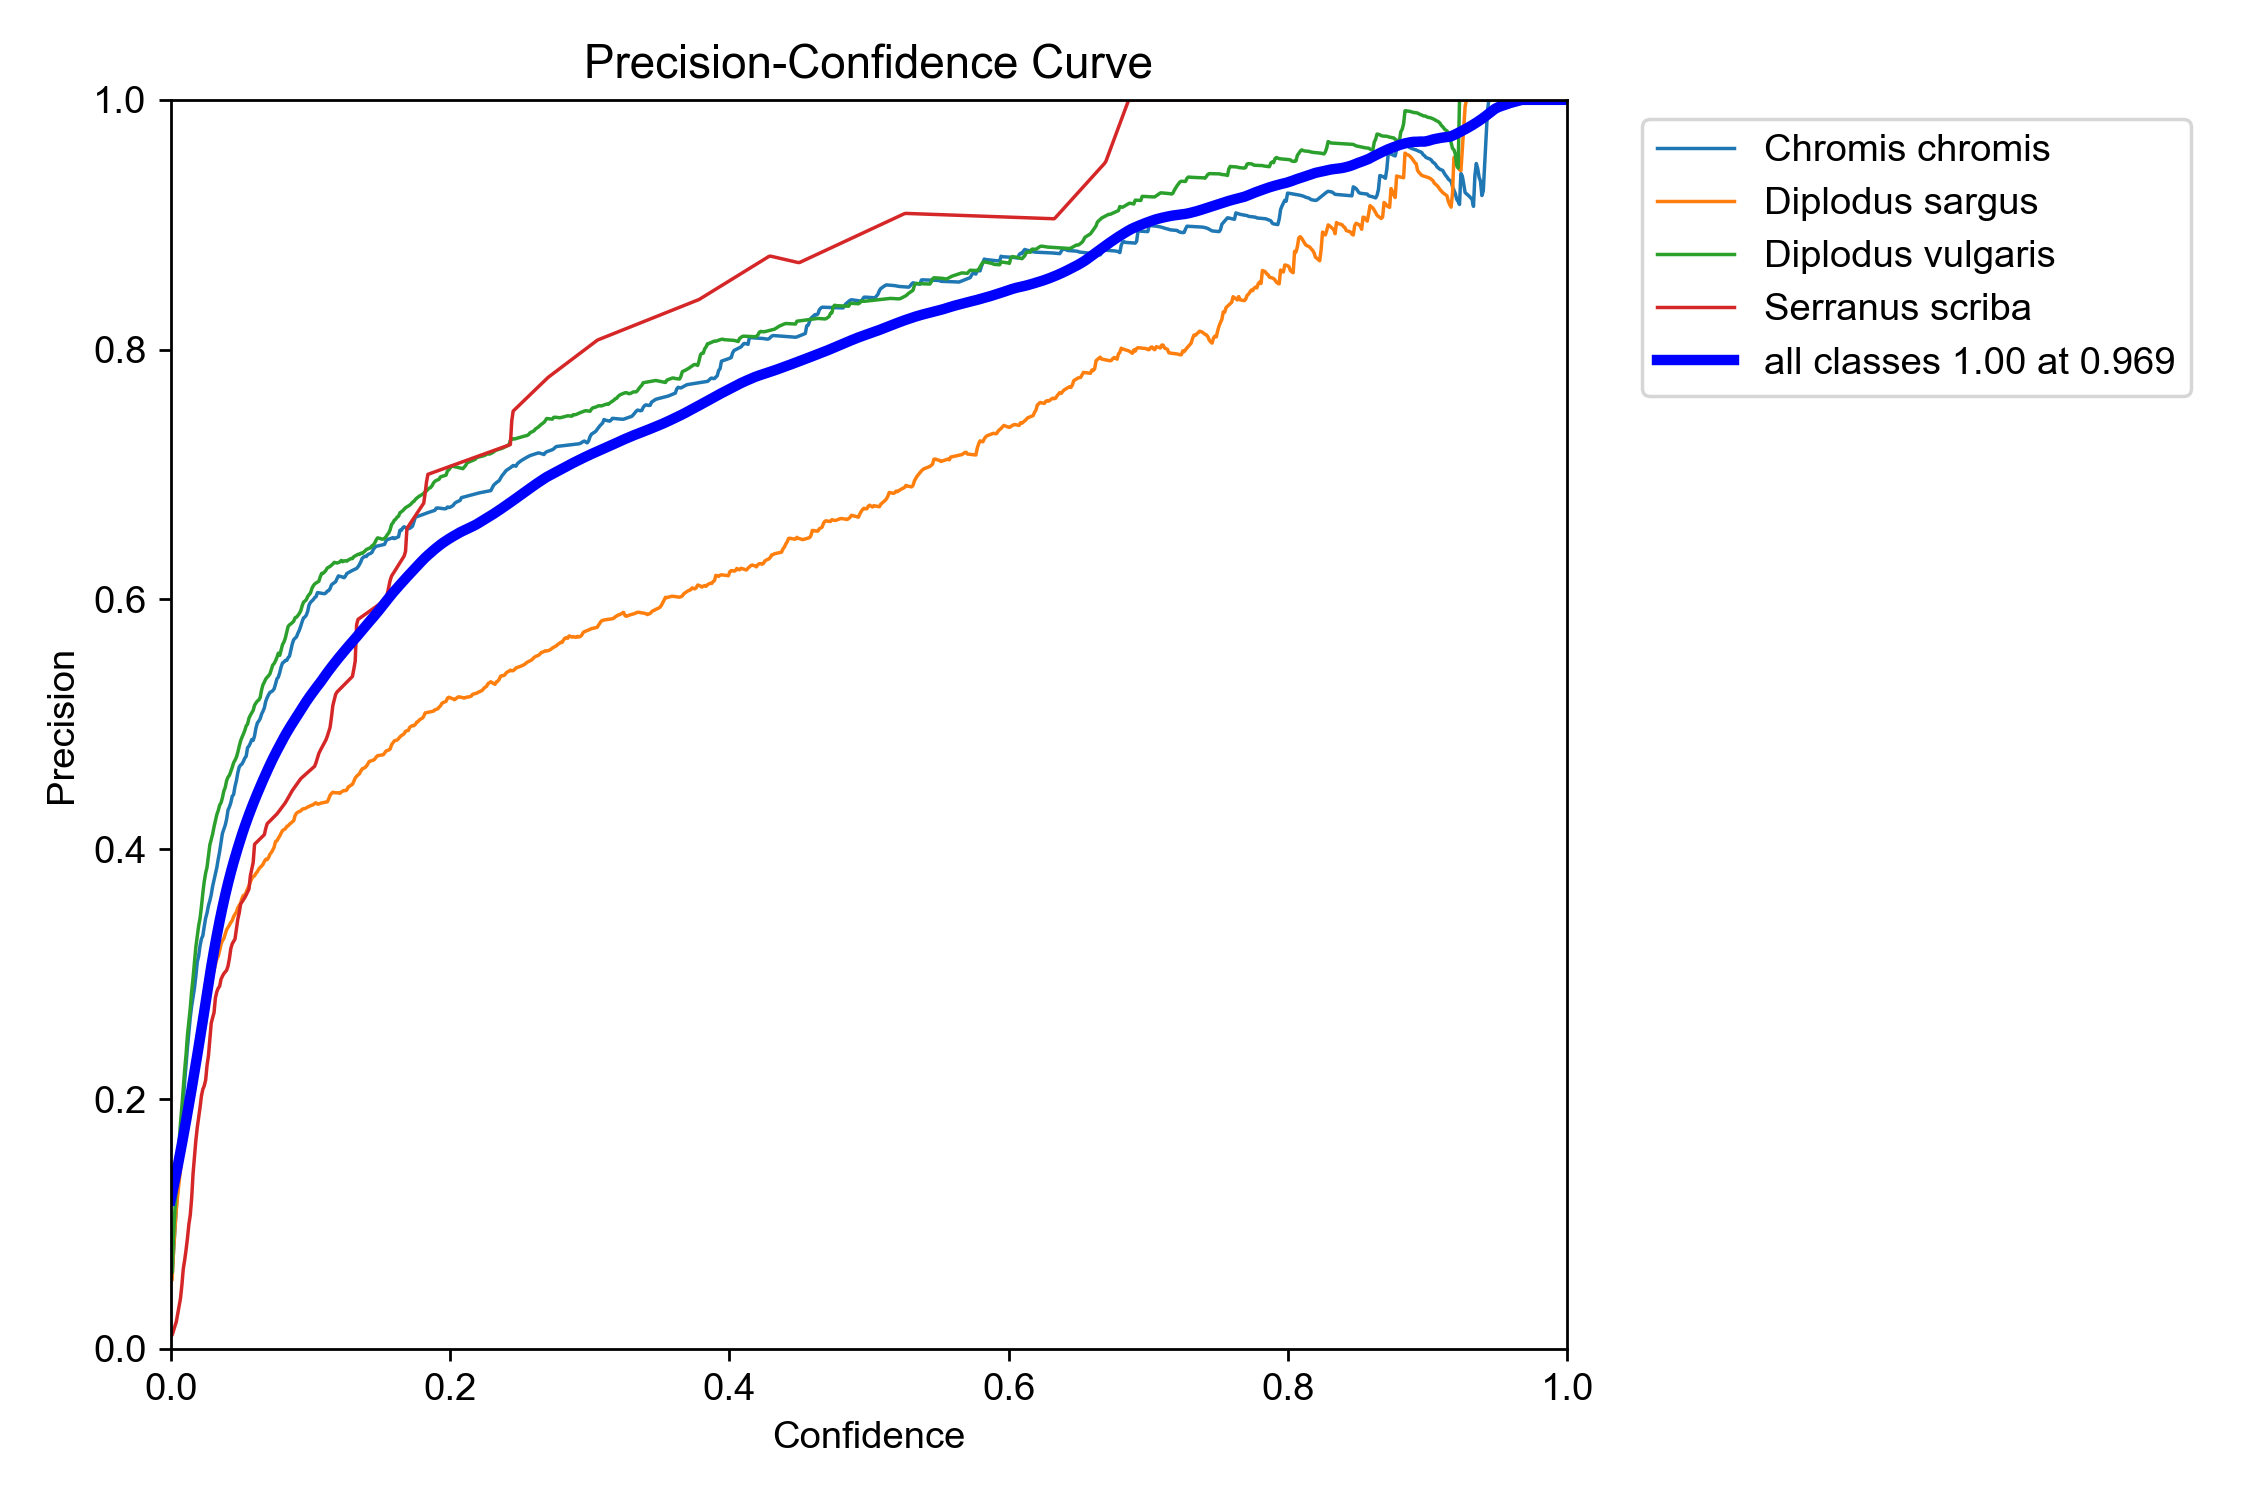 Precision-Confidence Curve
1.0
0.8
0.6
0.4
0.2
0.0
Precision
0.0 0.2 0.4 0.6 0.8 1.0
Confidence
Chromis chromis
Diplodus sargus
Diplodus vulgaris
Serranus scriba
all classes 1.00 at 0.969